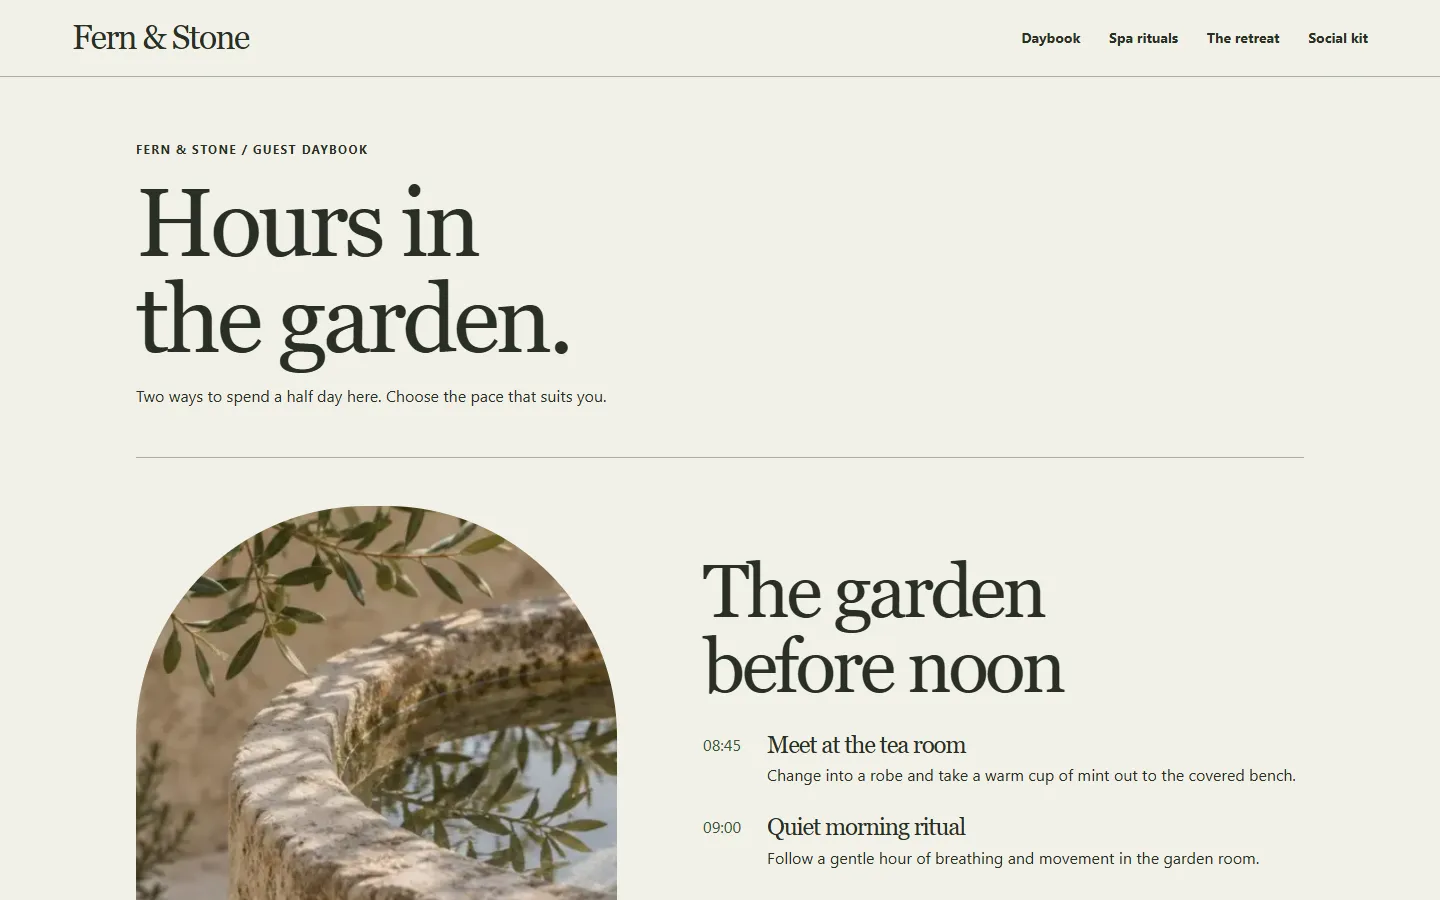 Fern & Stone
Daybook
Spa rituals
The retreat
Social kit
FERN & STONE / GUEST DAYBOOK
Hours in
the garden.
Two ways to spend a half day here. Choose the pace that suits you.
The garden
before noon
08:45
Meet at the tea room
Change into a robe and take a warm cup of mint out to the covered bench.
09:00
Quiet morning ritual
Follow a gentle hour of breathing and movement in the garden room.